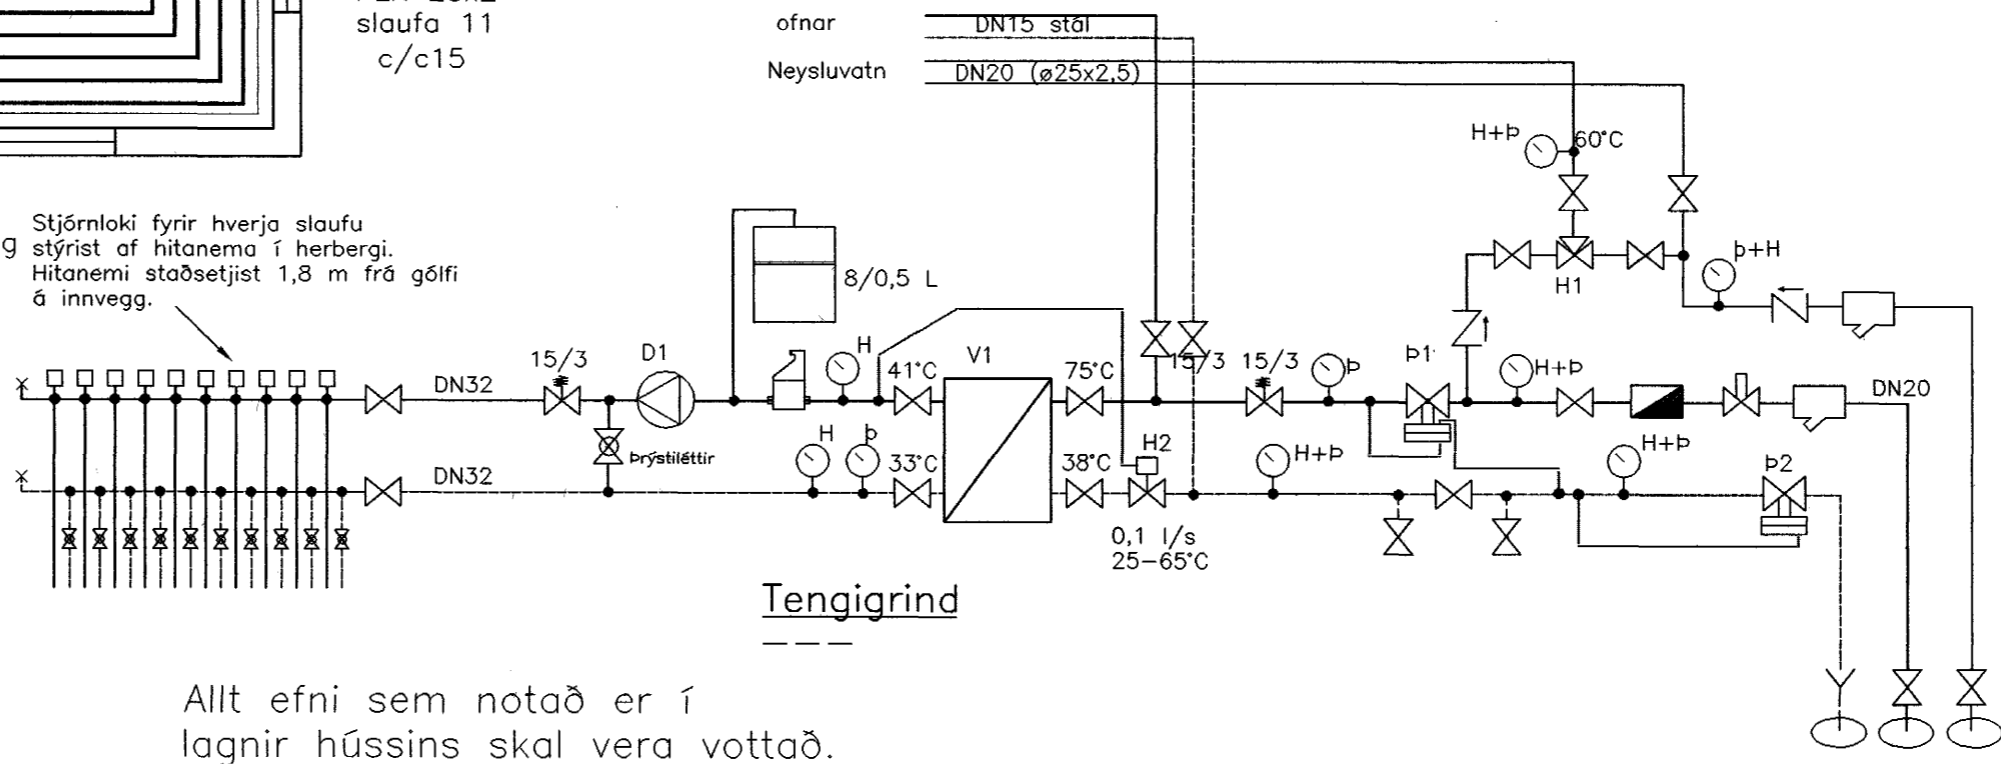 slaufa 11
c/c15
ofnar
DN15 stál
Neysluvatn
DN20 (ø25x2,5)
H+Þ
60°C
g
Stjórnloki fyrir hverja slaufu
stýrist af hitanema í herbergi.
Hitanemi staðsetjist 1,8 m frá gólfi
á innvegg.
8/0,5 L
H1
þ+H
15/3
D1
H
41°C
V1
75°C
15/3
15/3
Þ
Þ1
H+Þ
DN20
DN32
DN32
Þrýstiléttir
H
Þ
33°C
38°C
H2
H+Þ
H+Þ
Þ2
0,1 l/s
25-65°C
Tengigrind
Allt efni sem notað er í
lagnir hússins skal vera vottað.